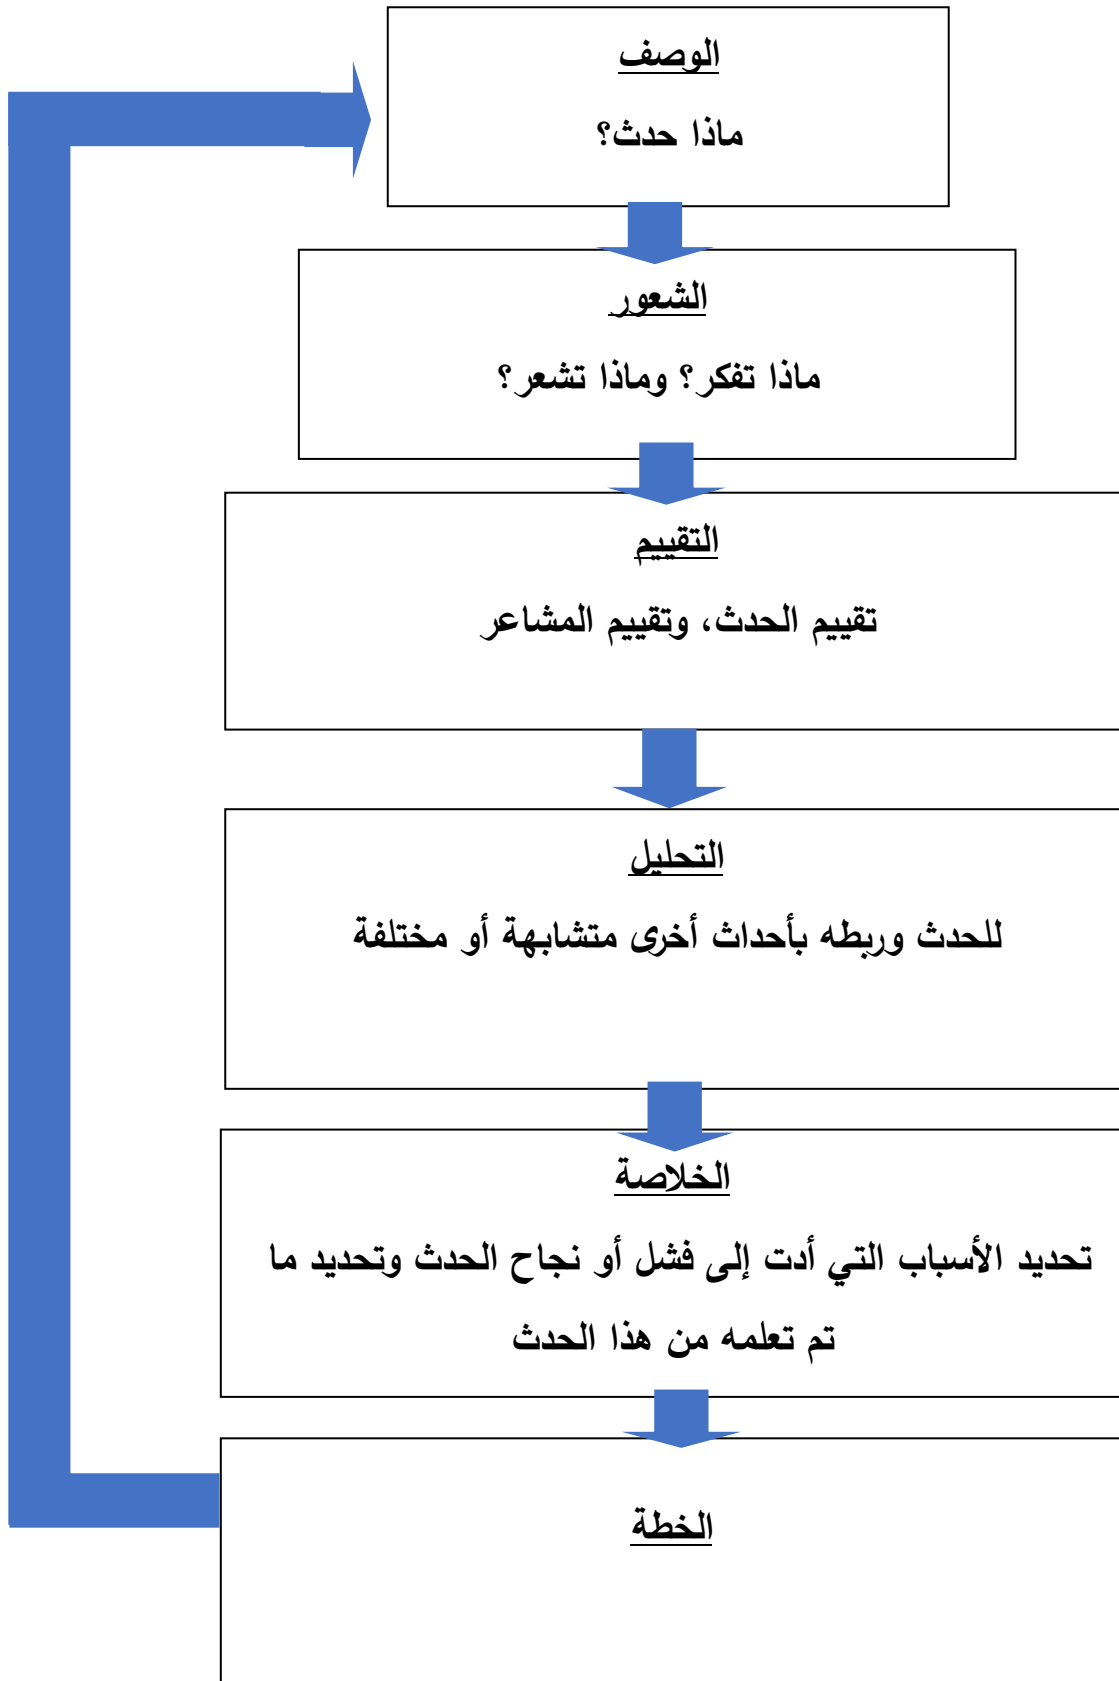 الوصف
ماذا حدث؟
الشعور
ماذا تفكر؟ وماذا تشعر؟
التقييم
تقييم الحدث، وتقييم المشاعر
التحليل
للحدث وربطه بأحداث أخرى متشابهة أو مختلفة
الخلاصة
تحديد الأسباب التي أدت إلى فشل أو نجاح الحدث وتحديد ما
تم تعلمه من هذا الحدث
الخطة